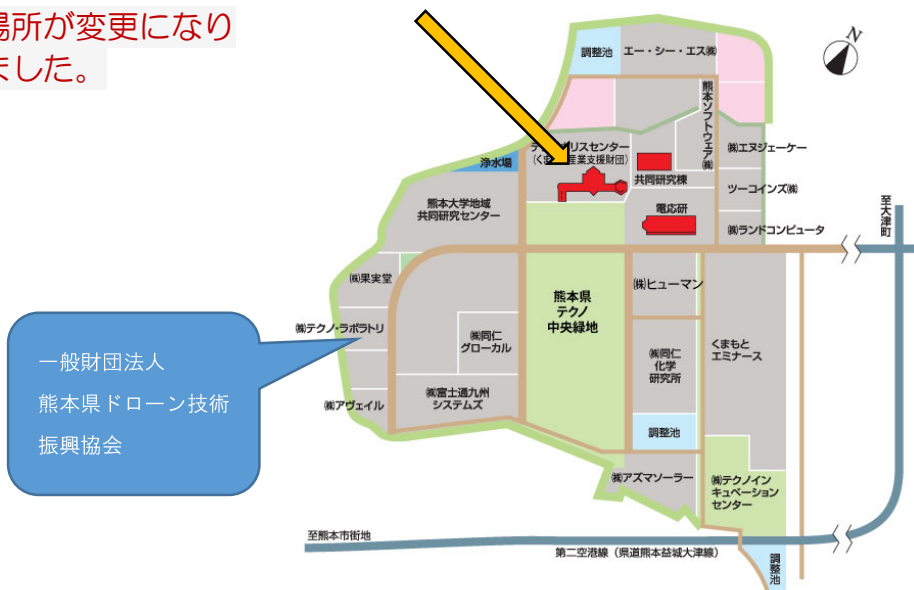 場所が変更になり
ました。
N
調整池
エー・シー・エス㈱
熊本ソフトウェア㈱
㈱エヌジェーケー
ツーコインズ㈱
㈱ランドコンピュータ
リスセンター
産業支援財団)
共同研究棟
電応研
浄水場
熊本大学地域
共同研究センター
至大津町
㈱果実堂
㈱テクノ・ラボラトリ
㈱アヴェイル
㈱同仁
グローカル
㈱富士通九州
システムズ
熊本県
テクノ
中央緑地
㈱ヒューマン
㈱同仁
化学
研究所
調整池
くまもと
エミナース
㈱アズマソーラー
㈱テクノイン
キュベーション
センター
調整池
一般財団法人
熊本県ドローン技術
振興協会
至熊本市街地
第二空港線（県道熊本益城大津線）